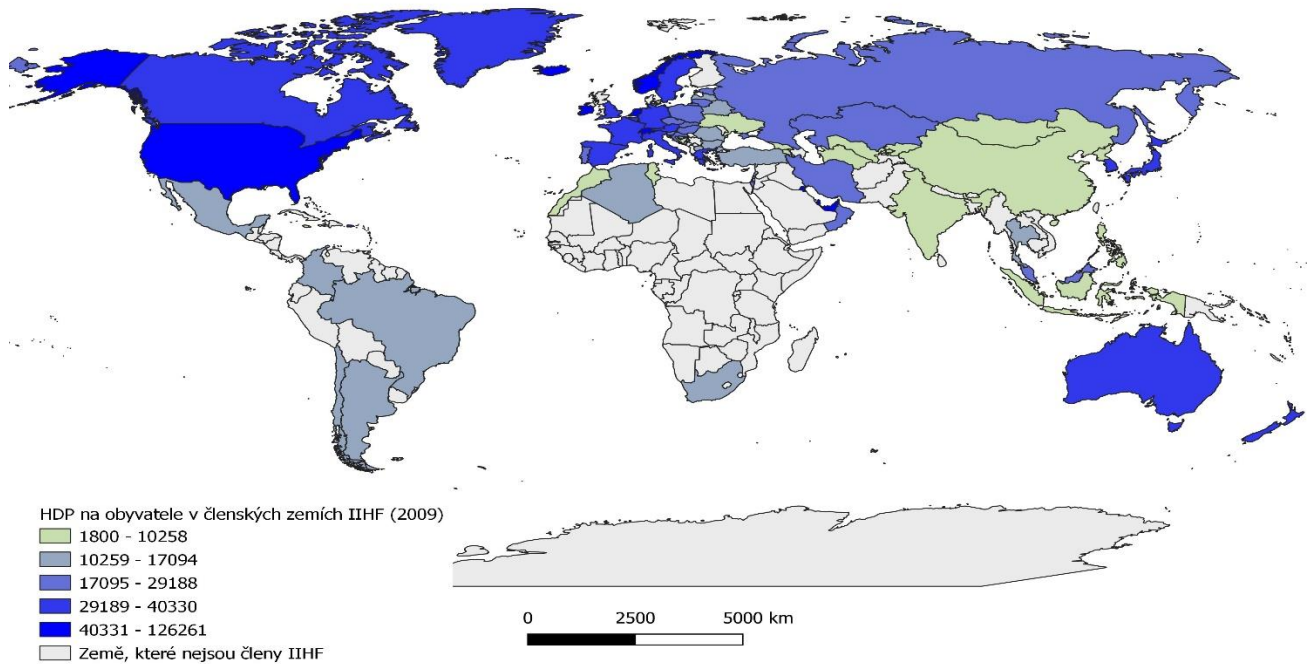 HDP na obyvatele v členských zemích IIHF (2009)
1800 - 10258
10259 - 17094
17095 - 29188
29189 - 40330
40331 - 126261
Země, které nejsou členy IIHF
0 2500 5000 km